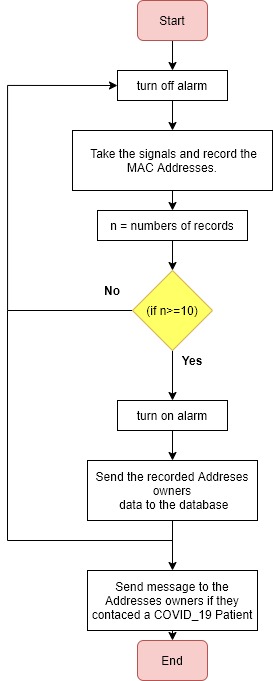 Start
turn off alarm
Take the signals and record the
MAC Addresses.
n = numbers of records
No
(if n>=10)
Yes
turn on alarm
Send the recorded Addreses
owners
data to the database
Send message to the
Addresses owners if they
contaced a COVID_19 Patient
End